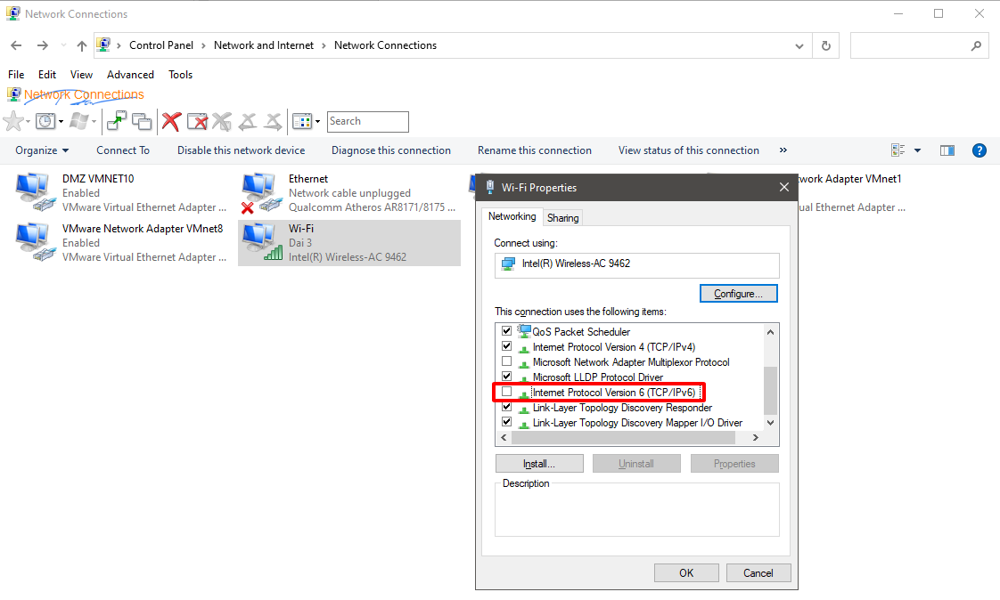 Network Connections
Control Panel > Network and Internet > Network Connections
File Edit View Advanced Tools
Network Connections
Search
Organize Connect To Disable this network device Diagnose this connection Rename this connection View status of this connection »
DMZ VMNET10
Enabled
VMware Virtual Ethernet Adapter ...
Ethernet
Network cable unplugged
Qualcomm Atheros AR8171/8175 ...
work Adapter VMnet1
ual Ethernet Adapter ...
VMware Network Adapter VMnet8
Enabled
VMware Virtual Ethernet Adapter ...
Wi-Fi
Dai 3
Intel(R) Wireless-AC 9462
Wi-Fi Properties
Networking Sharing
Connect using:
Intel(R) Wireless-AC 9462
Configure...
This connection uses the following items:
QoS Packet Scheduler
Internet Protocol Version 4 (TCP/IPv4)
Microsoft Network Adapter Multiplexor Protocol
Microsoft LLDP Protocol Driver
Internet Protocol Version 6 (TCP/IPv6)
Link-Layer Topology Discovery Responder
Link-Layer Topology Discovery Mapper I/O Driver
Install... Uninstall Properties
Description
OK Cancel